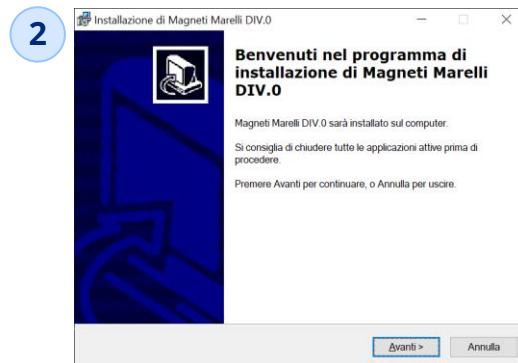 2
Installazione di Magneti Marelli DIV.0
Benvenuti nel programma di
installazione di Magneti Marelli
DIV.0
Magneti Marelli DIV.0 sarà installato sul computer.
Si consiglia di chiudere tutte le applicazioni attive prima di
procedere.
Premere Avanti per continuare, o Annulla per uscire.
Avanti > Annulla